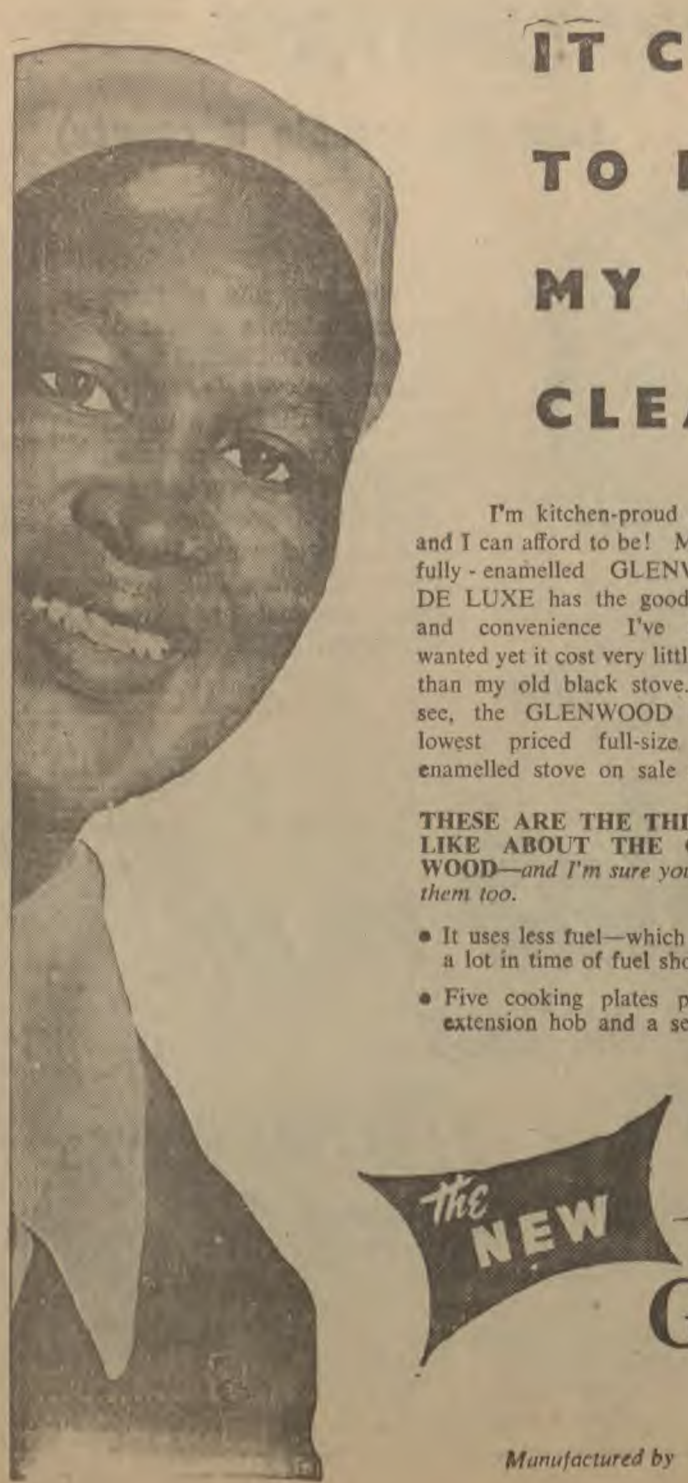 IT C
TO
MY
CLEA
I'm kitchen-proud
and I can afford to be! M
fully - enamelled GLENW
DE LUXE has the good
and convenience I've
wanted yet it cost very littl
than my old black stove.
see, the GLENWOOD
lowest priced full-size
enamelled stove on sale
THESE ARE THE THI
LIKE ABOUT THE
WOOD—and I'm sure you
them too.
• It uses less fuel—which
a lot in time of fuel sho
• Five cooking plates p
extension hob and a se
The
NEW
G
Manufactured by